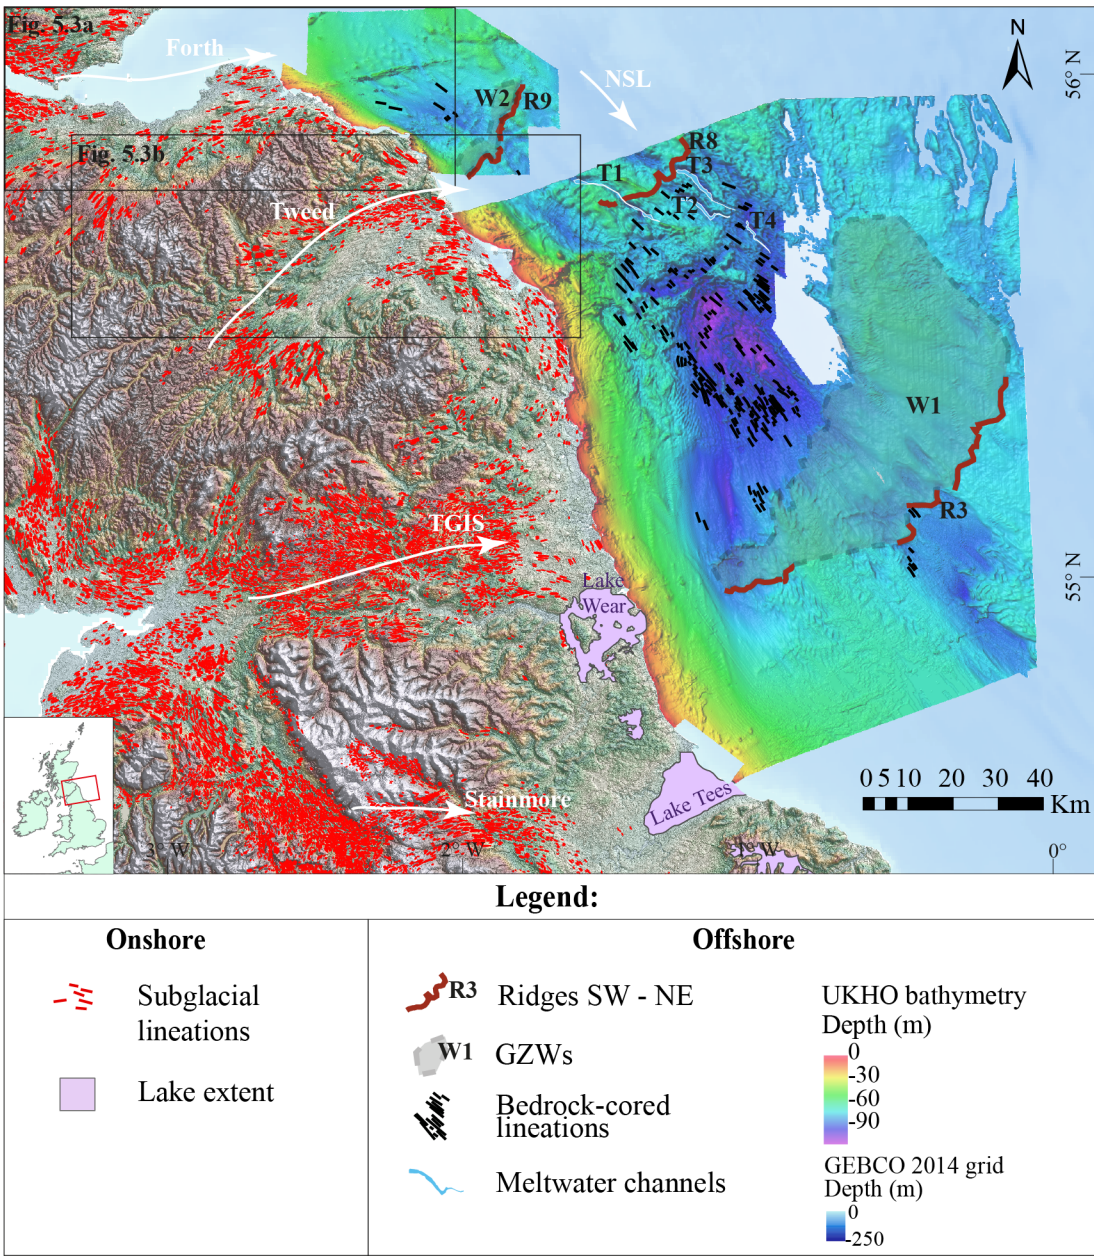 Fig. 5.3a
Forth
NSL
N
56° N
W2
R9
Fig. 5.3b
R8
T1
T3
T2
T4
Tweed
W1
TGIS
R3
55° N
Lake
Wear
Lake Tees
Stainmore
0 5 10 20 30 40
Km
3° W
2° W
1° W
0°
Legend:
Onshore
Offshore
Subglacial
lineations
Lake extent
R3
Ridges SW - NE
W1
GZWs
Bedrock-cored
lineations
Meltwater channels
UKHO bathymetry
Depth (m)
0
-30
-60
-90
GEBCO 2014 grid
Depth (m)
0
-250